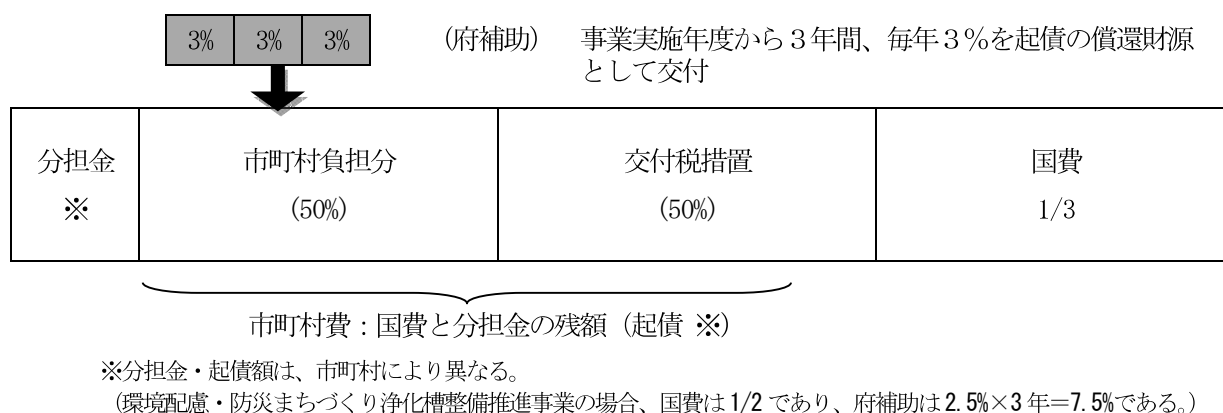 3% 3% 3% (府補助) 事業実施年度から3年間、毎年3%を起債の償還財源
として交付
分担金 市町村負担分 交付税措置 国費
※ (50%) (50%) 1/3
市町村費：国費と分担金の残額（起債 ※）
※分担金・起債額は、市町村により異なる。
（環境配慮・防災まちづくり浄化槽整備推進事業の場合、国費は1/2であり、府補助は2.5%×3年＝7.5%である。）